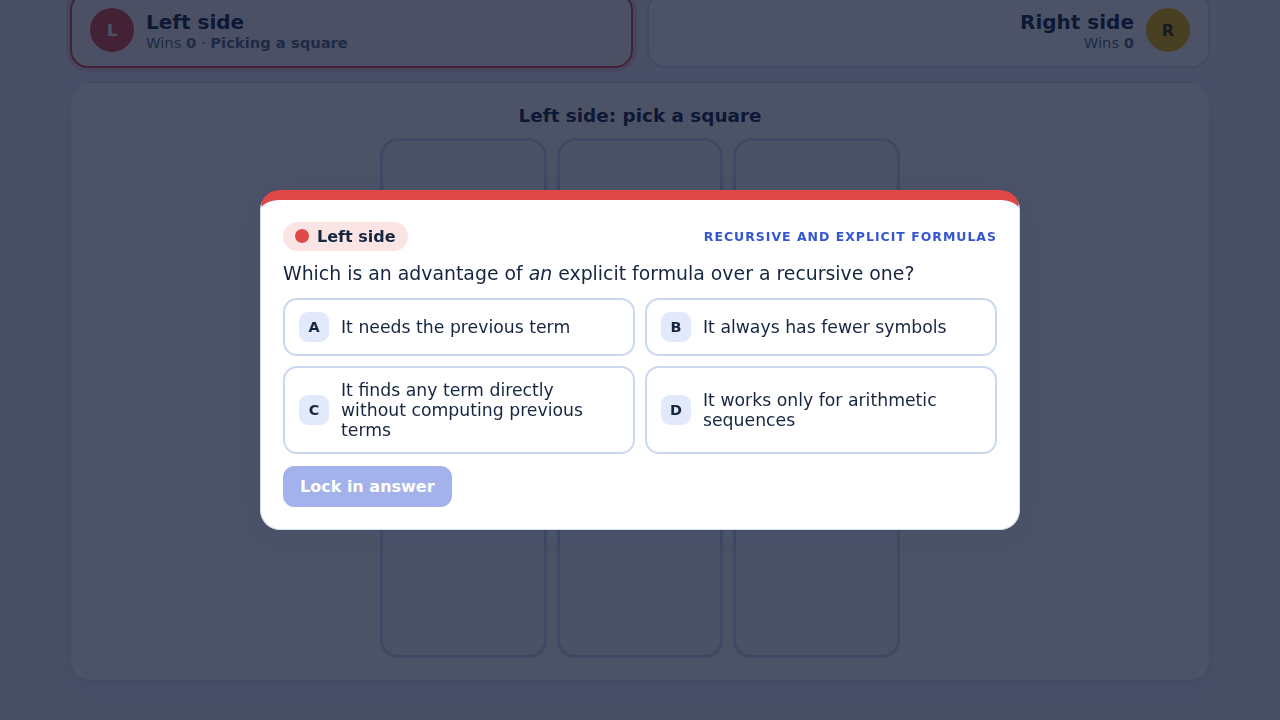 L
Left side
Wins 0 · Picking a square
Right side
Wins 0
R
Left side: pick a square
Left side
RECURSIVE AND EXPLICIT FORMULAS
Which is an advantage of an explicit formula over a recursive one?
A
It needs the previous term
B
It always has fewer symbols
C
It finds any term directly
without computing previous
terms
D
It works only for arithmetic
sequences
Lock in answer